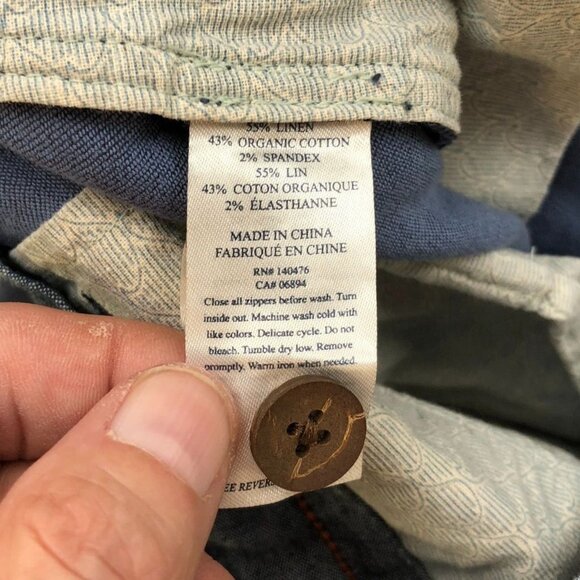 55% LINEN
43% ORGANIC COTTON
2% SPANDEX
55% LIN
43% COTON ORGANIQUE
2% ÉLASTHANNE
MADE IN CHINA
FABRIQUÉ EN CHINE
RN# 140476
CA# 06894
Close all zippers before wash. Turn
inside out. Machine wash cold with
like colors. Delicate cycle. Do not
bleach. Tumble dry low. Remove
promptly. Warm iron when needed.
EE REVERS